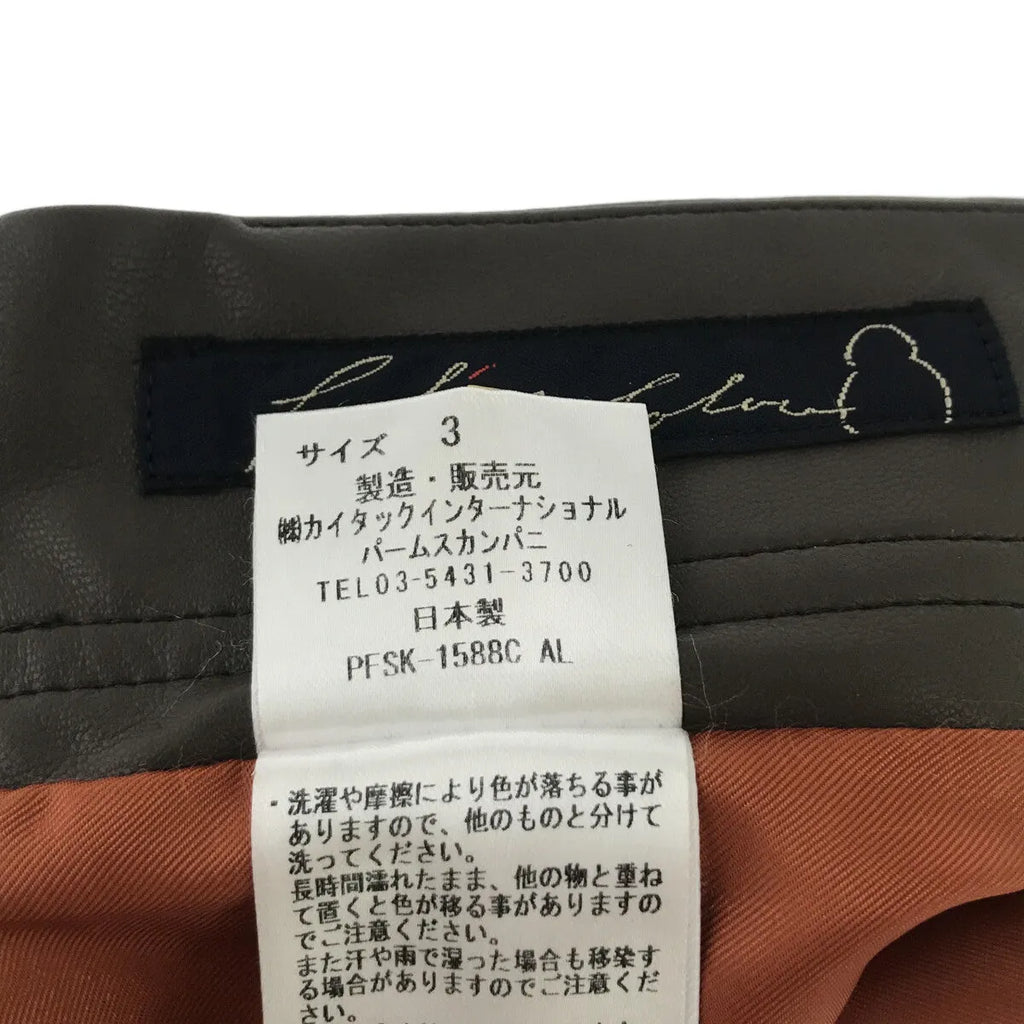 サイズ 3
製造・販売元
㈱カイタックインターナショナル
パームスカンパニ
TEL03-5431-3700
日本製
PFSK-1588C AL
・洗濯や摩擦により色が落ちる事が
ありますので、他のものと分けて
洗ってください。
長時間濡れたまま、他の物と重ね
て置くと色が移る事がありますの
でご注意ください。
また汗や雨で湿った場合も移染す
る場合がありますのでご注意くだ
さい。